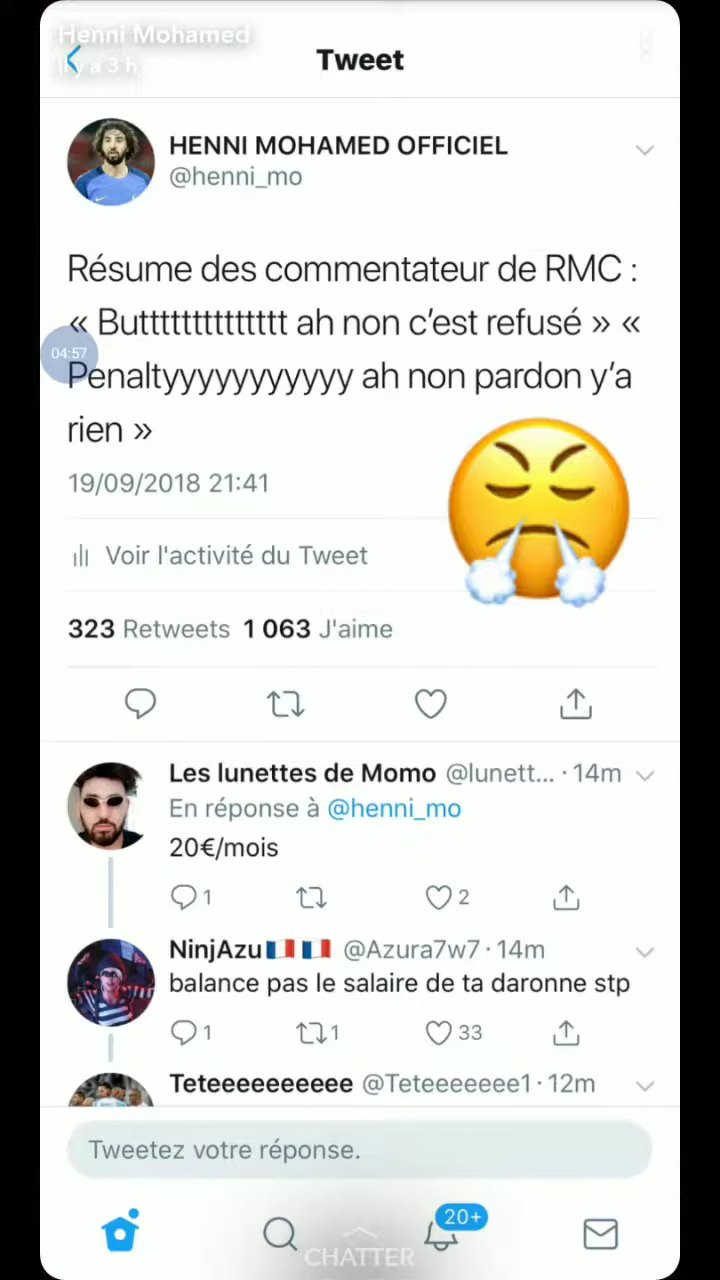 Henni Mohamed
Il y a 3 h
Tweet
HENNI MOHAMED OFFICIEL
@henni_mo
Résume des commentateur de RMC :
« Butttttttttttttt ah non c'est refusé » «
04:57
Penaltyyyyyyyyyyy ah non pardon y'a
rien »
19/09/2018 21:41
Voir l'activité du Tweet
323 Retweets 1 063 J'aime
Les lunettes de Momo @lunett... · 14m
En réponse à @henni_mo
20€/mois
1 2
NinjAzu @Azura7w7 · 14m
balance pas le salaire de ta daronne stp
1 1 33
Teteeeeeeeeee @Teteeeeeee1 · 12m
Tweetez votre réponse.
20+
CHATTER